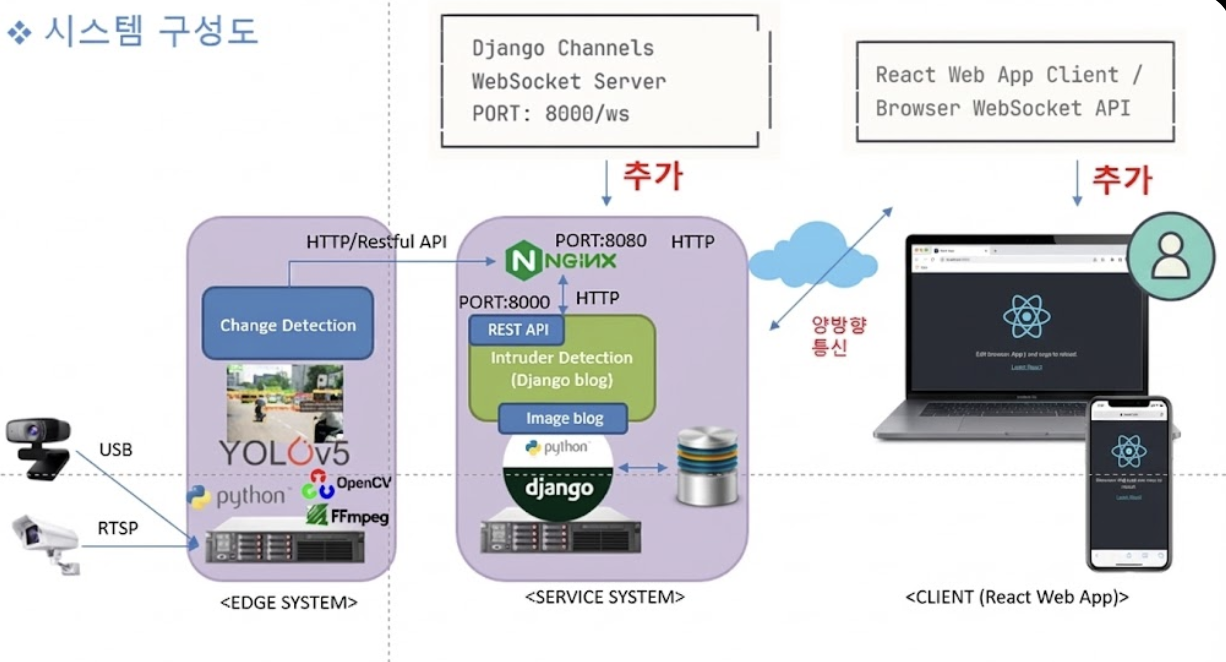 ❖ 시스템 구성도
Django Channels
WebSocket Server
PORT: 8000/ws
추가
React Web App Client /
Browser WebSocket API
추가
HTTP/Restful API
Change Detection
YOLOv5
python
OpenCV
FFmpeg
USB
RTSP
<EDGE SYSTEM>
NGINX
PORT:8080
HTTP
PORT:8000
HTTP
REST API
Intruder Detection
(Django blog)
Image blog
python
django
<SERVICE SYSTEM>
양방향
통신
Learn React
<CLIENT (React Web App)>